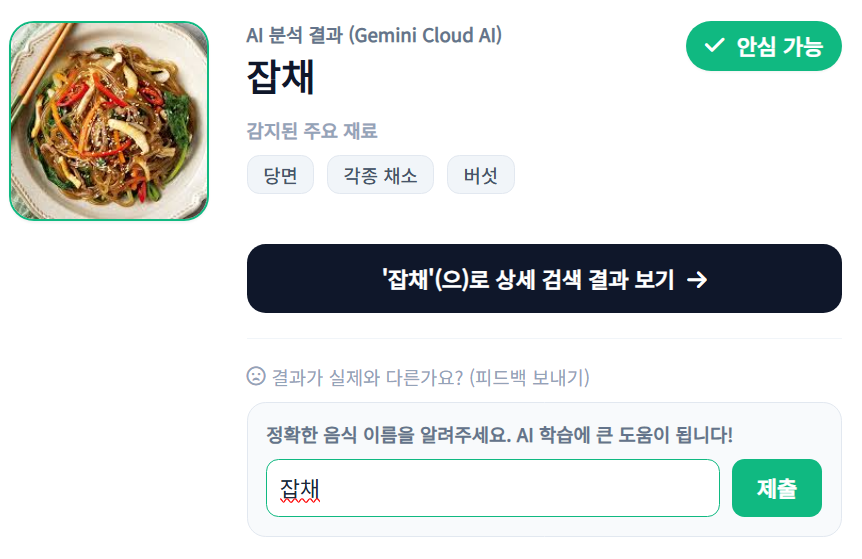 AI 분석 결과 (Gemini Cloud AI)
안심 가능
잡채
감지된 주요 재료
당면
각종 채소
버섯
'잡채'(으)로 상세 검색 결과 보기 →
결과가 실제와 다른가요? (피드백 보내기)
정확한 음식 이름을 알려주세요. AI 학습에 큰 도움이 됩니다!
잡채
제출